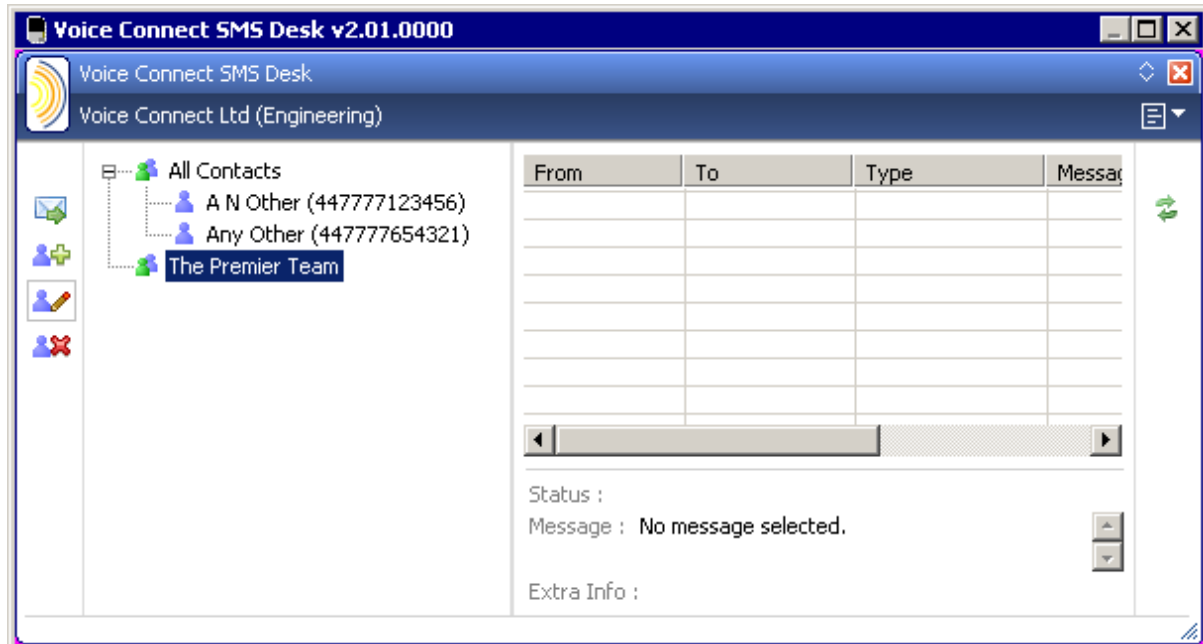 Voice Connect SMS Desk v2.01.0000
Voice Connect SMS Desk
Voice Connect Ltd (Engineering)
All Contacts
A N Other (447777123456)
Any Other (447777654321)
The Premier Team
From To Type Messag
Status :
Message : No message selected.
Extra Info :